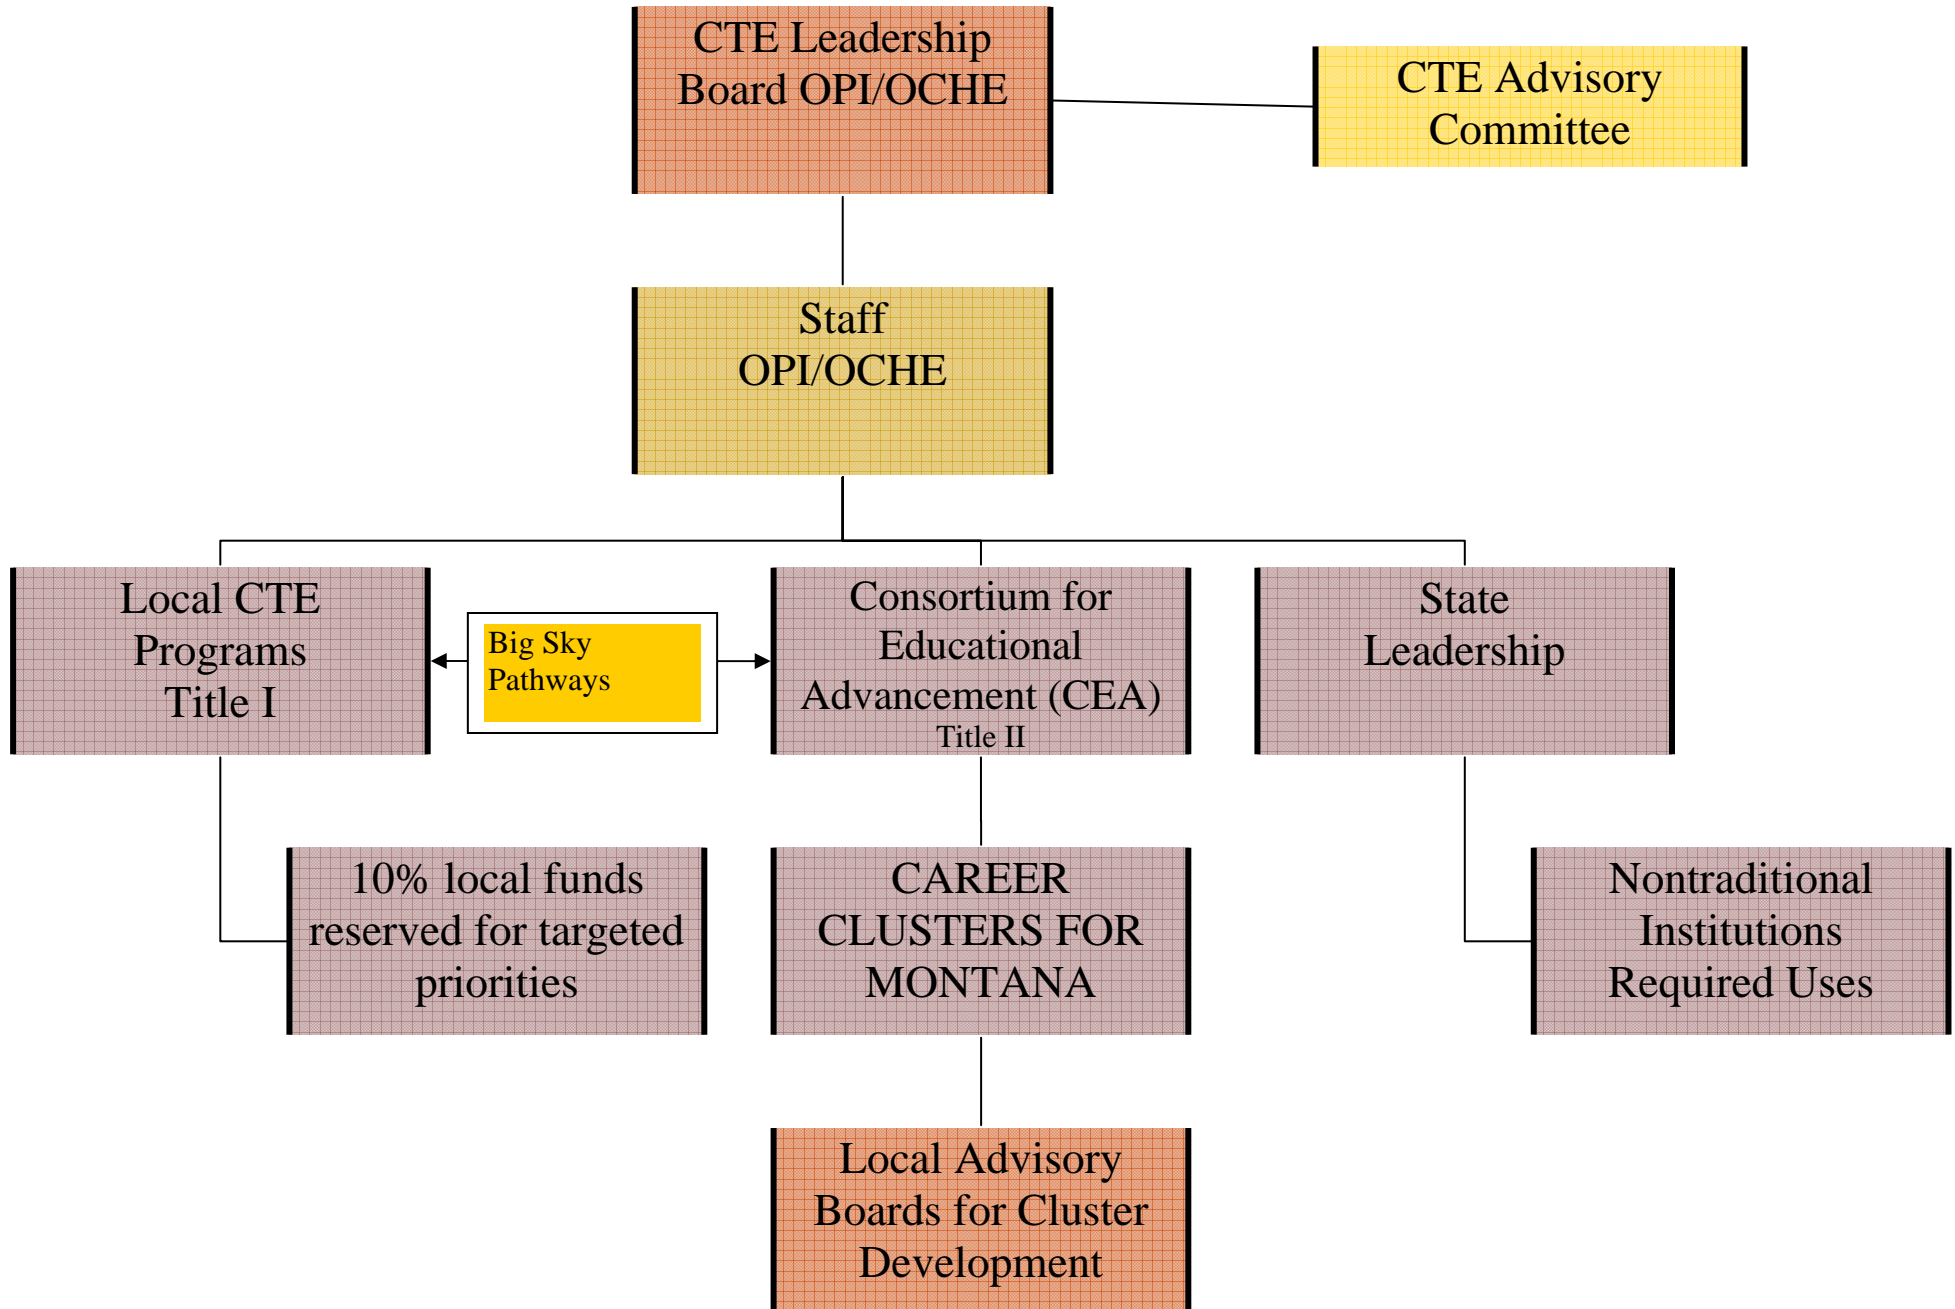 CTE Leadership
Board OPI/OCHE
CTE Advisory
Committee
Staff
OPI/OCHE
Local CTE
Programs
Title I
Big Sky
Pathways
Consortium for
Educational
Advancement (CEA)
Title II
State
Leadership
10% local funds
reserved for targeted
priorities
CAREER
CLUSTERS FOR
MONTANA
Nontraditional
Institutions
Required Uses
Local Advisory
Boards for Cluster
Development